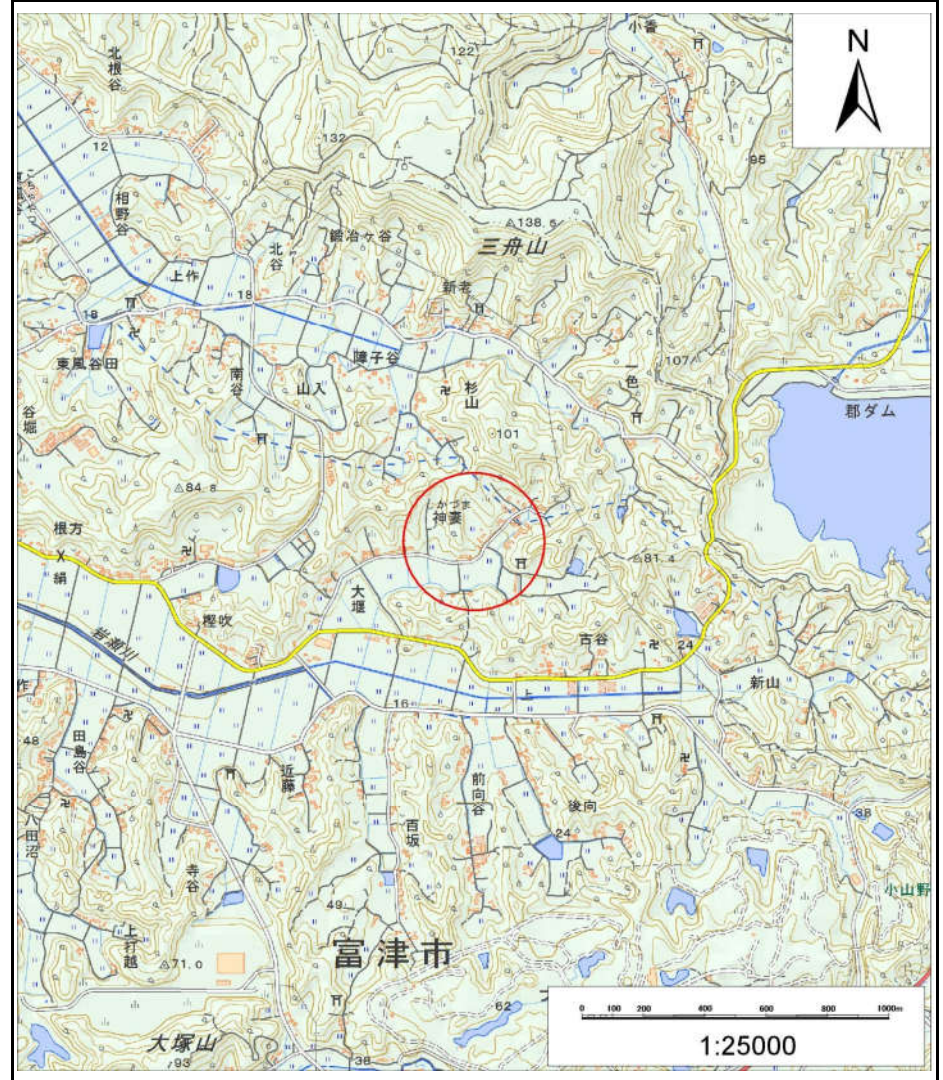 小香
N
北根谷
122
132
12
95
相野谷
138.6
三舟山
鍛冶ヶ谷
北谷
上作
18
新老
18
障子谷
107
東風谷田
南谷
山入
杉山
一色
郡ダム
谷堀
101
84.8
かづま
神妻
根方
81.4
絹
大堰
樫吹
古谷
24
岩瀬川
新山
16
作
48
田島谷
近藤
前向谷
後向
38
八田沼
百坂
24
寺谷
小山野
49
上打越
富津市
71.0
62
0 100 200 400 600 800 1000m
1:25000
大塚山
93
38